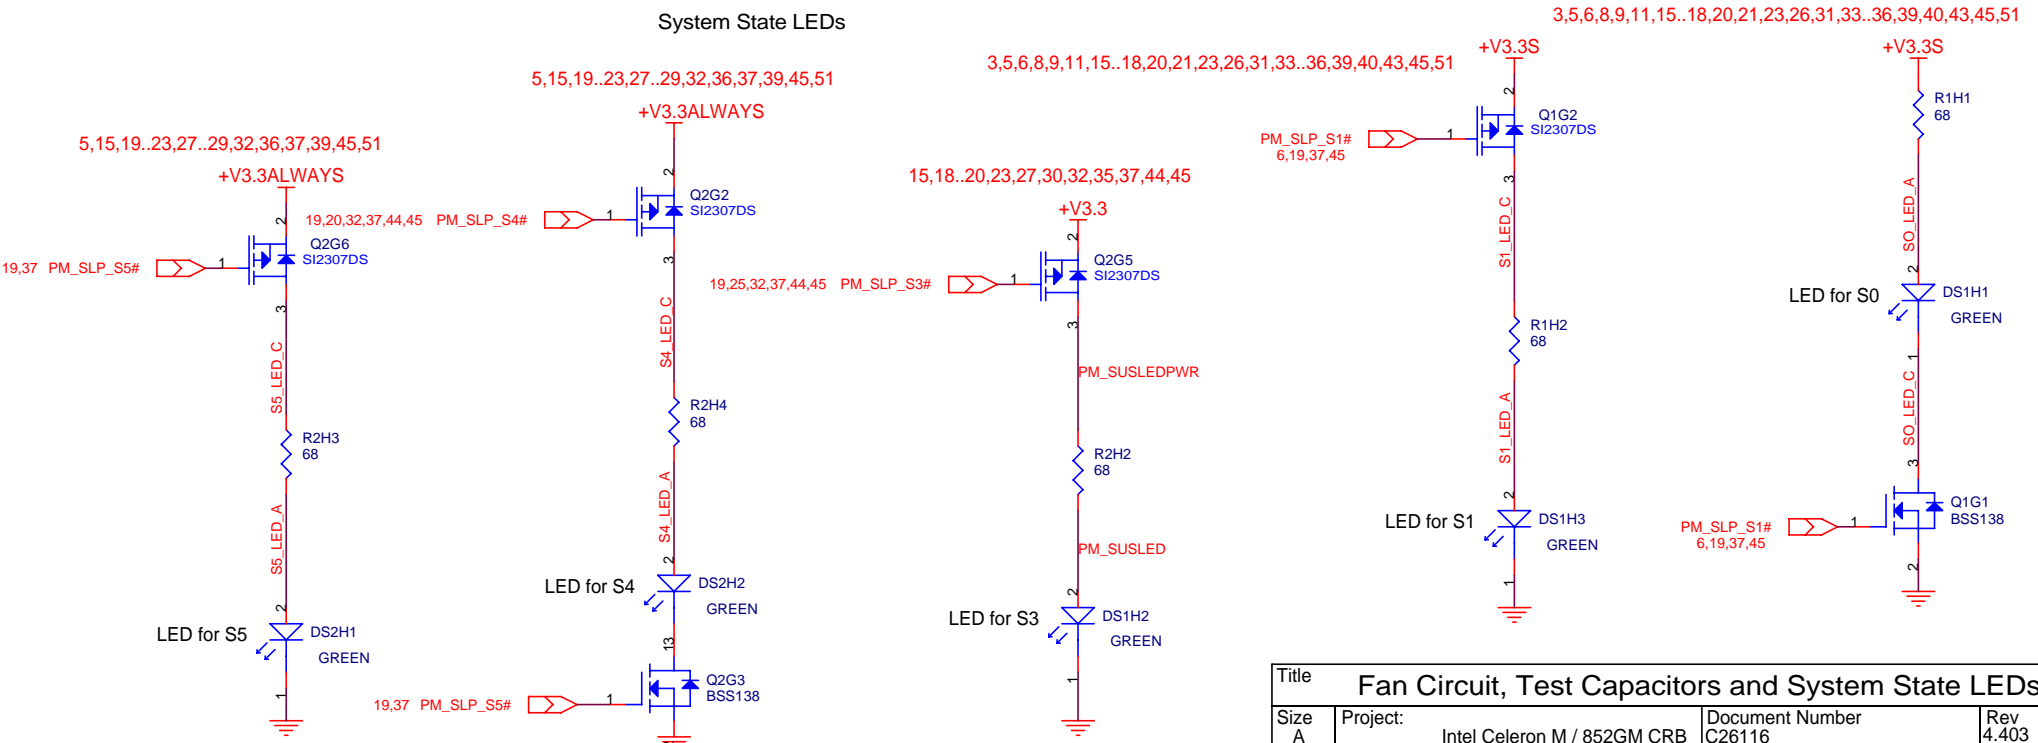 System State LEDs
5,15,19..23,27..29,32,36,37,39,45,51
+V3.3ALWAYS
2
19,37 PM_SLP_S5#
1
Q2G6
SI2307DS
3
S5_LED_C
R2H3
68
S5_LED_A
2
LED for S5
DS2H1
GREEN
1
5,15,19..23,27..29,32,36,37,39,45,51
+V3.3ALWAYS
2
19,20,32,37,44,45 PM_SLP_S4#
1
Q2G2
SI2307DS
3
S4_LED_C
R2H4
68
S4_LED_A
2
LED for S4
DS2H2
GREEN
13
19,37 PM_SLP_S5#
1
Q2G3
BSS138
15,18..20,23,27,30,32,35,37,44,45
+V3.3
2
19,25,32,37,44,45 PM_SLP_S3#
1
Q2G5
SI2307DS
3
PM_SUSLEDPWR
R2H2
68
PM_SUSLED
2
LED for S3
DS1H2
GREEN
1
3,5,6,8,9,11,15..18,20,21,23,26,31,33..36,39,40,43,45,51
+V3.3S
2
PM_SLP_S1#
6,19,37,45
1
Q1G2
SI2307DS
3
S1_LED_C
R1H2
68
S1_LED_A
2
LED for S1
DS1H3
GREEN
1
3,5,6,8,9,11,15..18,20,21,23,26,31,33..36,39,40,43,45,51
+V3.3S
R1H1
68
SO_LED_A
2
LED for S0
DS1H1
GREEN
1
SO_LED_C
3
PM_SLP_S1#
6,19,37,45
1
Q1G1
BSS138
2
Title
Fan Circuit, Test Capacitors and System State LEDs
Size
A
Project:
Intel Celeron M / 852GM CRB
Document Number
C26116
Rev
4.403